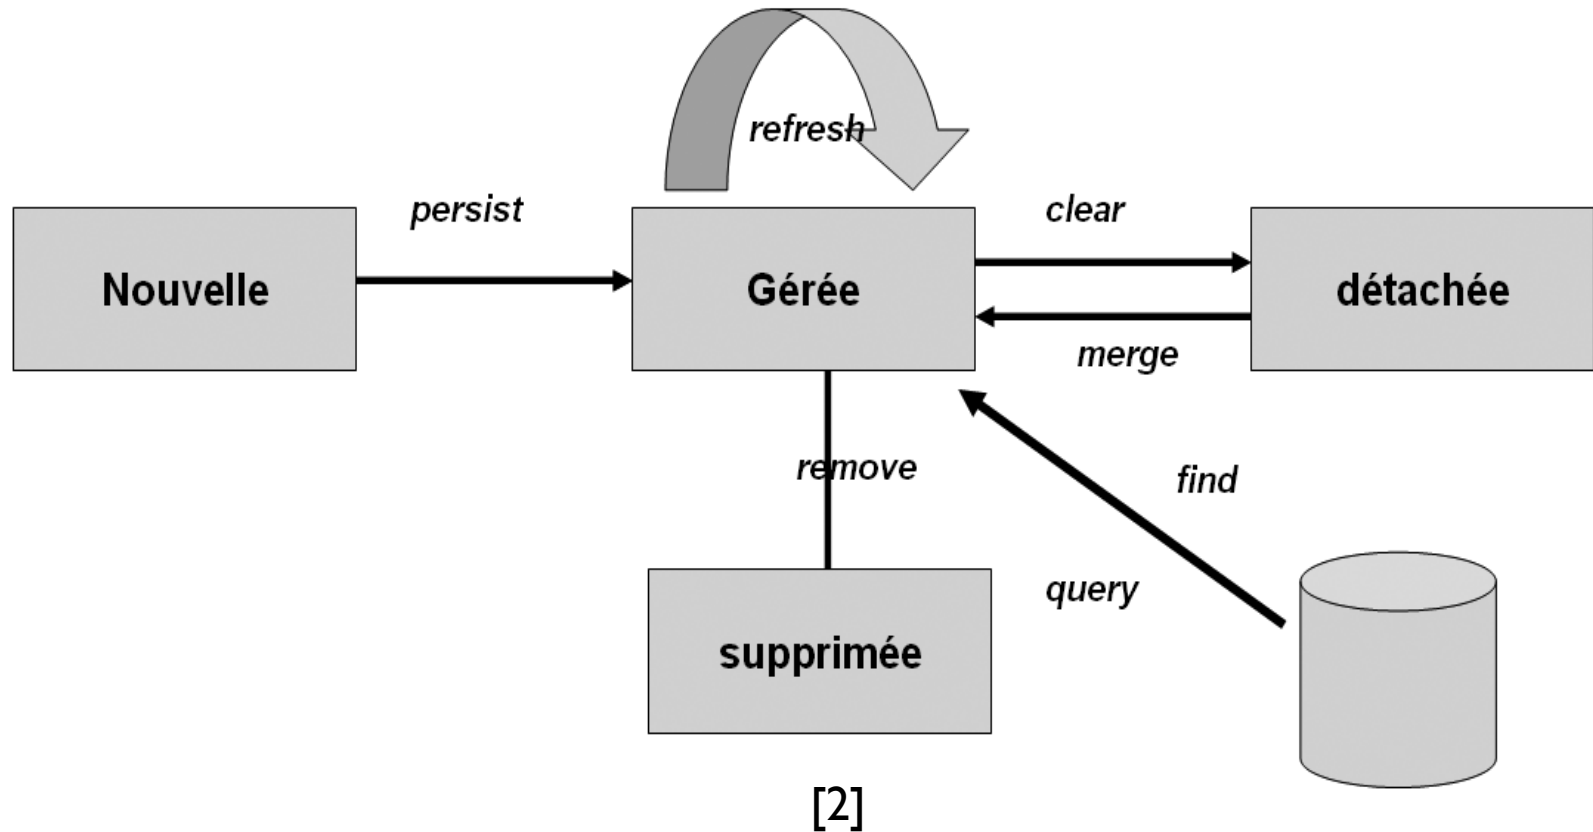 refresh
persist
clear
Nouvelle
Gérée
détachée
merge
remove
find
query
supprimée
[2]